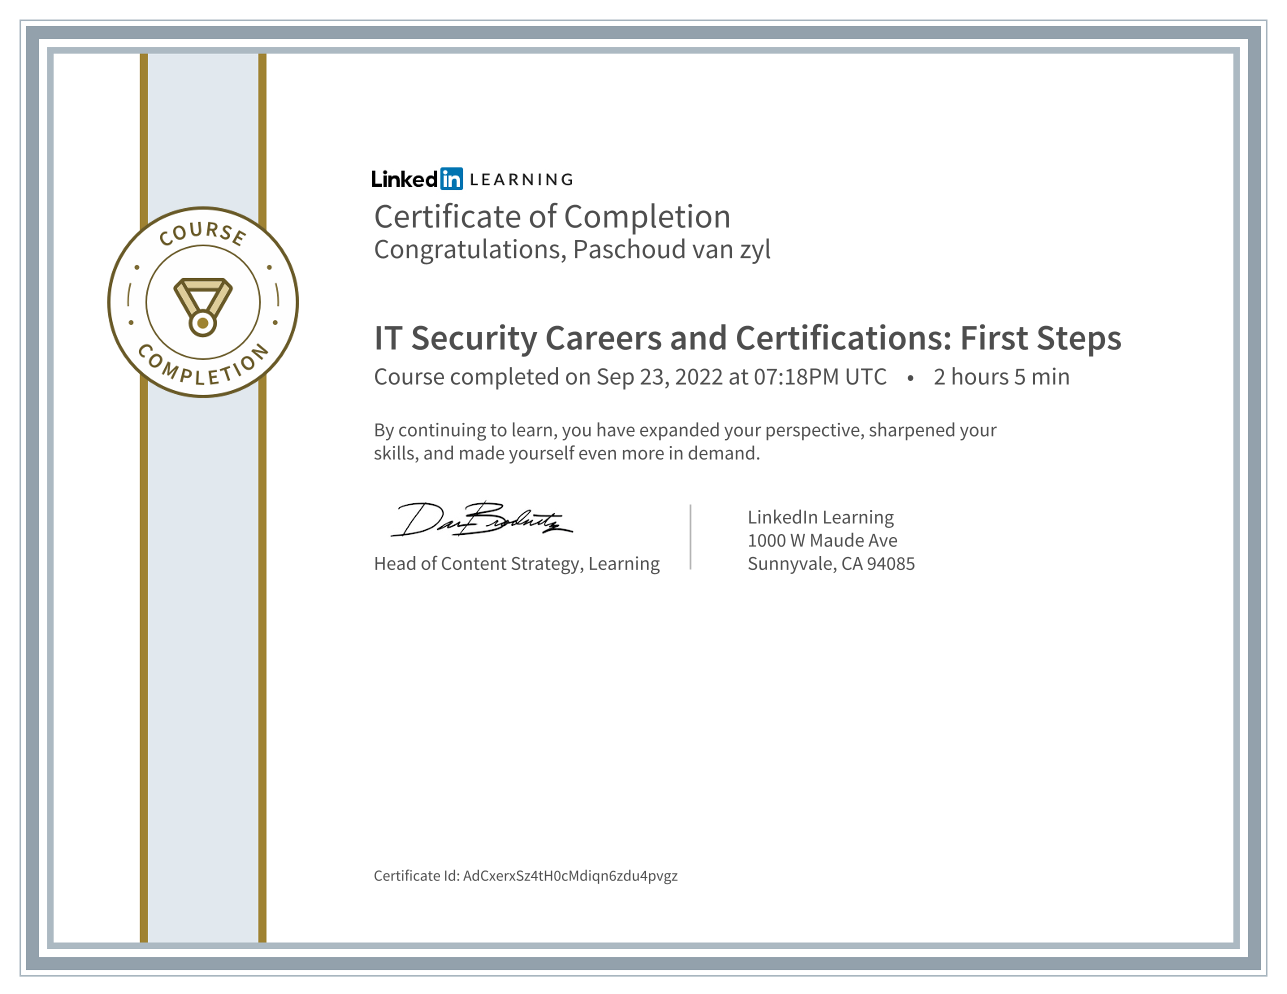 COURSE
COMPLETION
Linkedin LEARNING
Certificate of Completion
Congratulations, Paschoud van zyl
IT Security Careers and Certifications: First Steps
Course completed on Sep 23, 2022 at 07:18PM UTC • 2 hours 5 min
By continuing to learn, you have expanded your perspective, sharpened your
skills, and made yourself even more in demand.
Dan Brodnitz
Head of Content Strategy, Learning
LinkedIn Learning
1000 W Maude Ave
Sunnyvale, CA 94085
Certificate Id: AdCxerxSz4tH0cMdiqn6zdu4pvgz